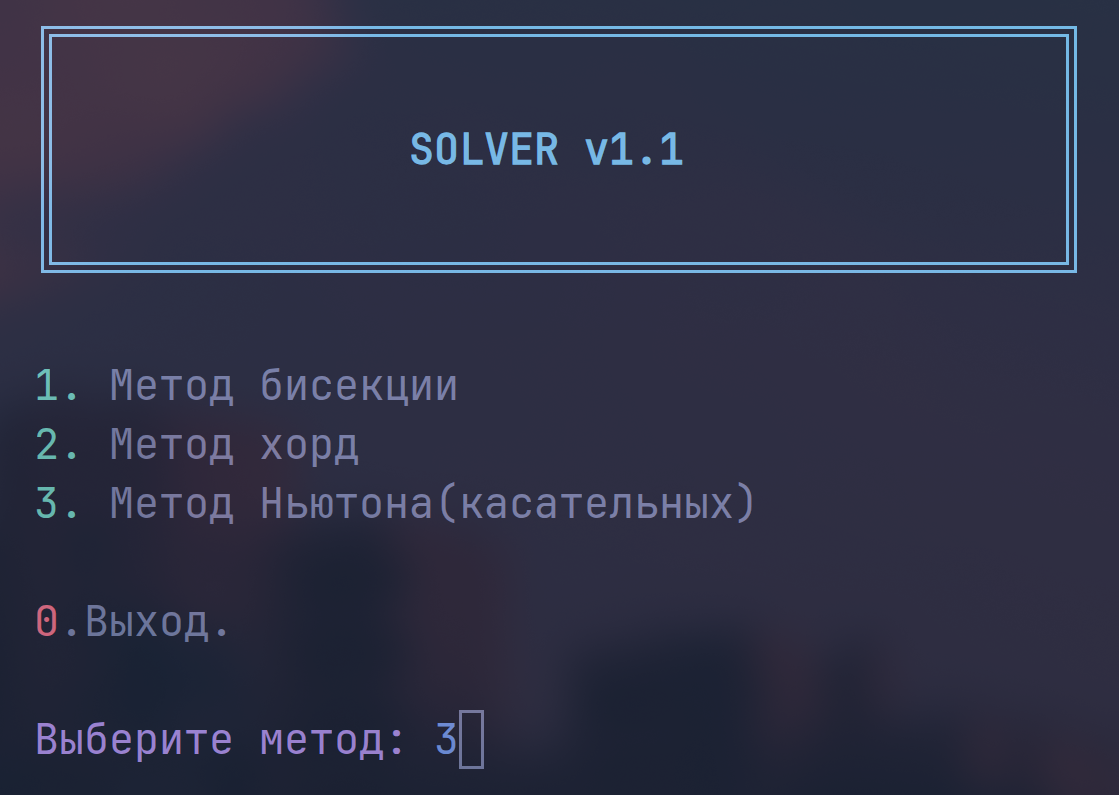 SOLVER v1.1
1. Метод бисекции
2. Метод хорд
3. Метод Ньютона(касательных)
0.Выход.
Выберите метод: 3